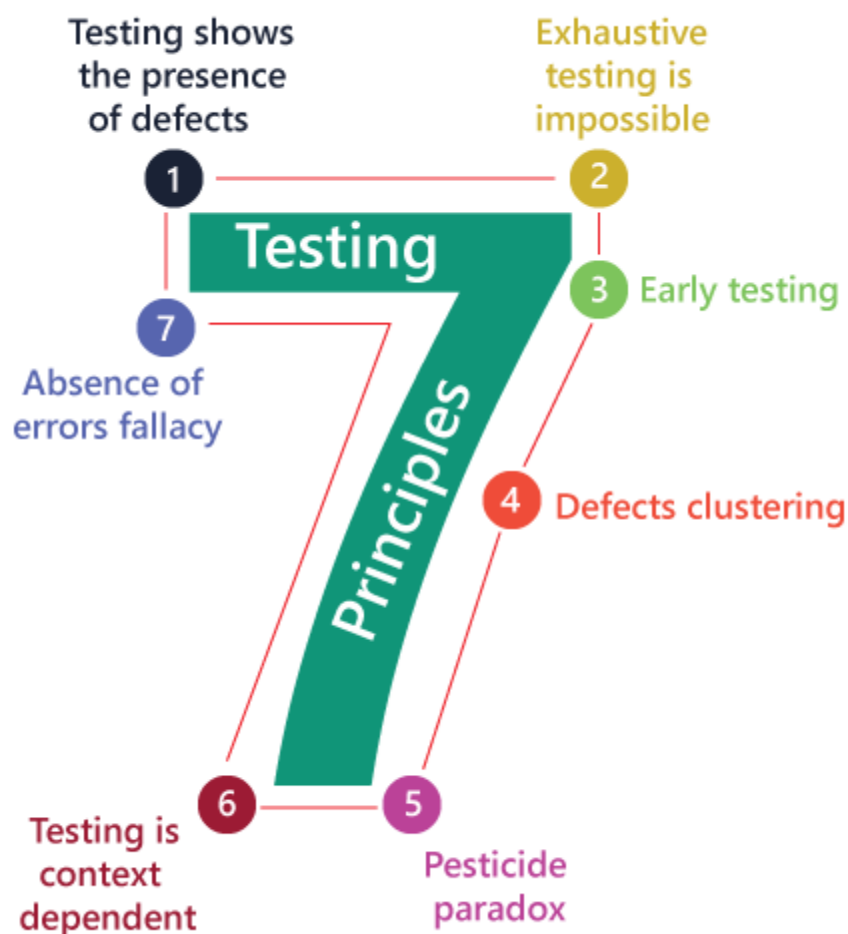 Testing shows
the presence
of defects
Exhaustive
testing is
impossible
1
2
Testing
3
Early testing
7
Absence of
errors fallacy
Principles
4
Defects clustering
6
5
Testing is
context
dependent
Pesticide
paradox